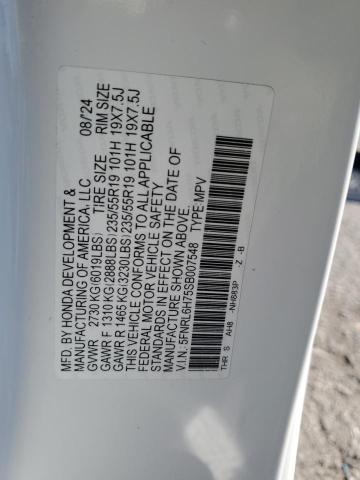 MFD. BY HONDA DEVELOPMENT & 08/24
MANUFACTURING OF AMERICA, LLC
GVWR 2730 KG(6019LBS) TIRE SIZE RIM SIZE
GAWR F 1310 KG(2888LBS)235/55R19 101H 19X7.5J
GAWR R 1465 KG(3230LBS)235/55R19 101H 19X7.5J
THIS VEHICLE CONFORMS TO ALL APPLICABLE
FEDERAL MOTOR VEHICLE SAFETY
STANDARDS IN EFFECT ON THE DATE OF
MANUFACTURE SHOWN ABOVE.
V.I.N. 5FNRL6H75SB007548 TYPE:MPV
THR S AH8 -NH883P -Z -B